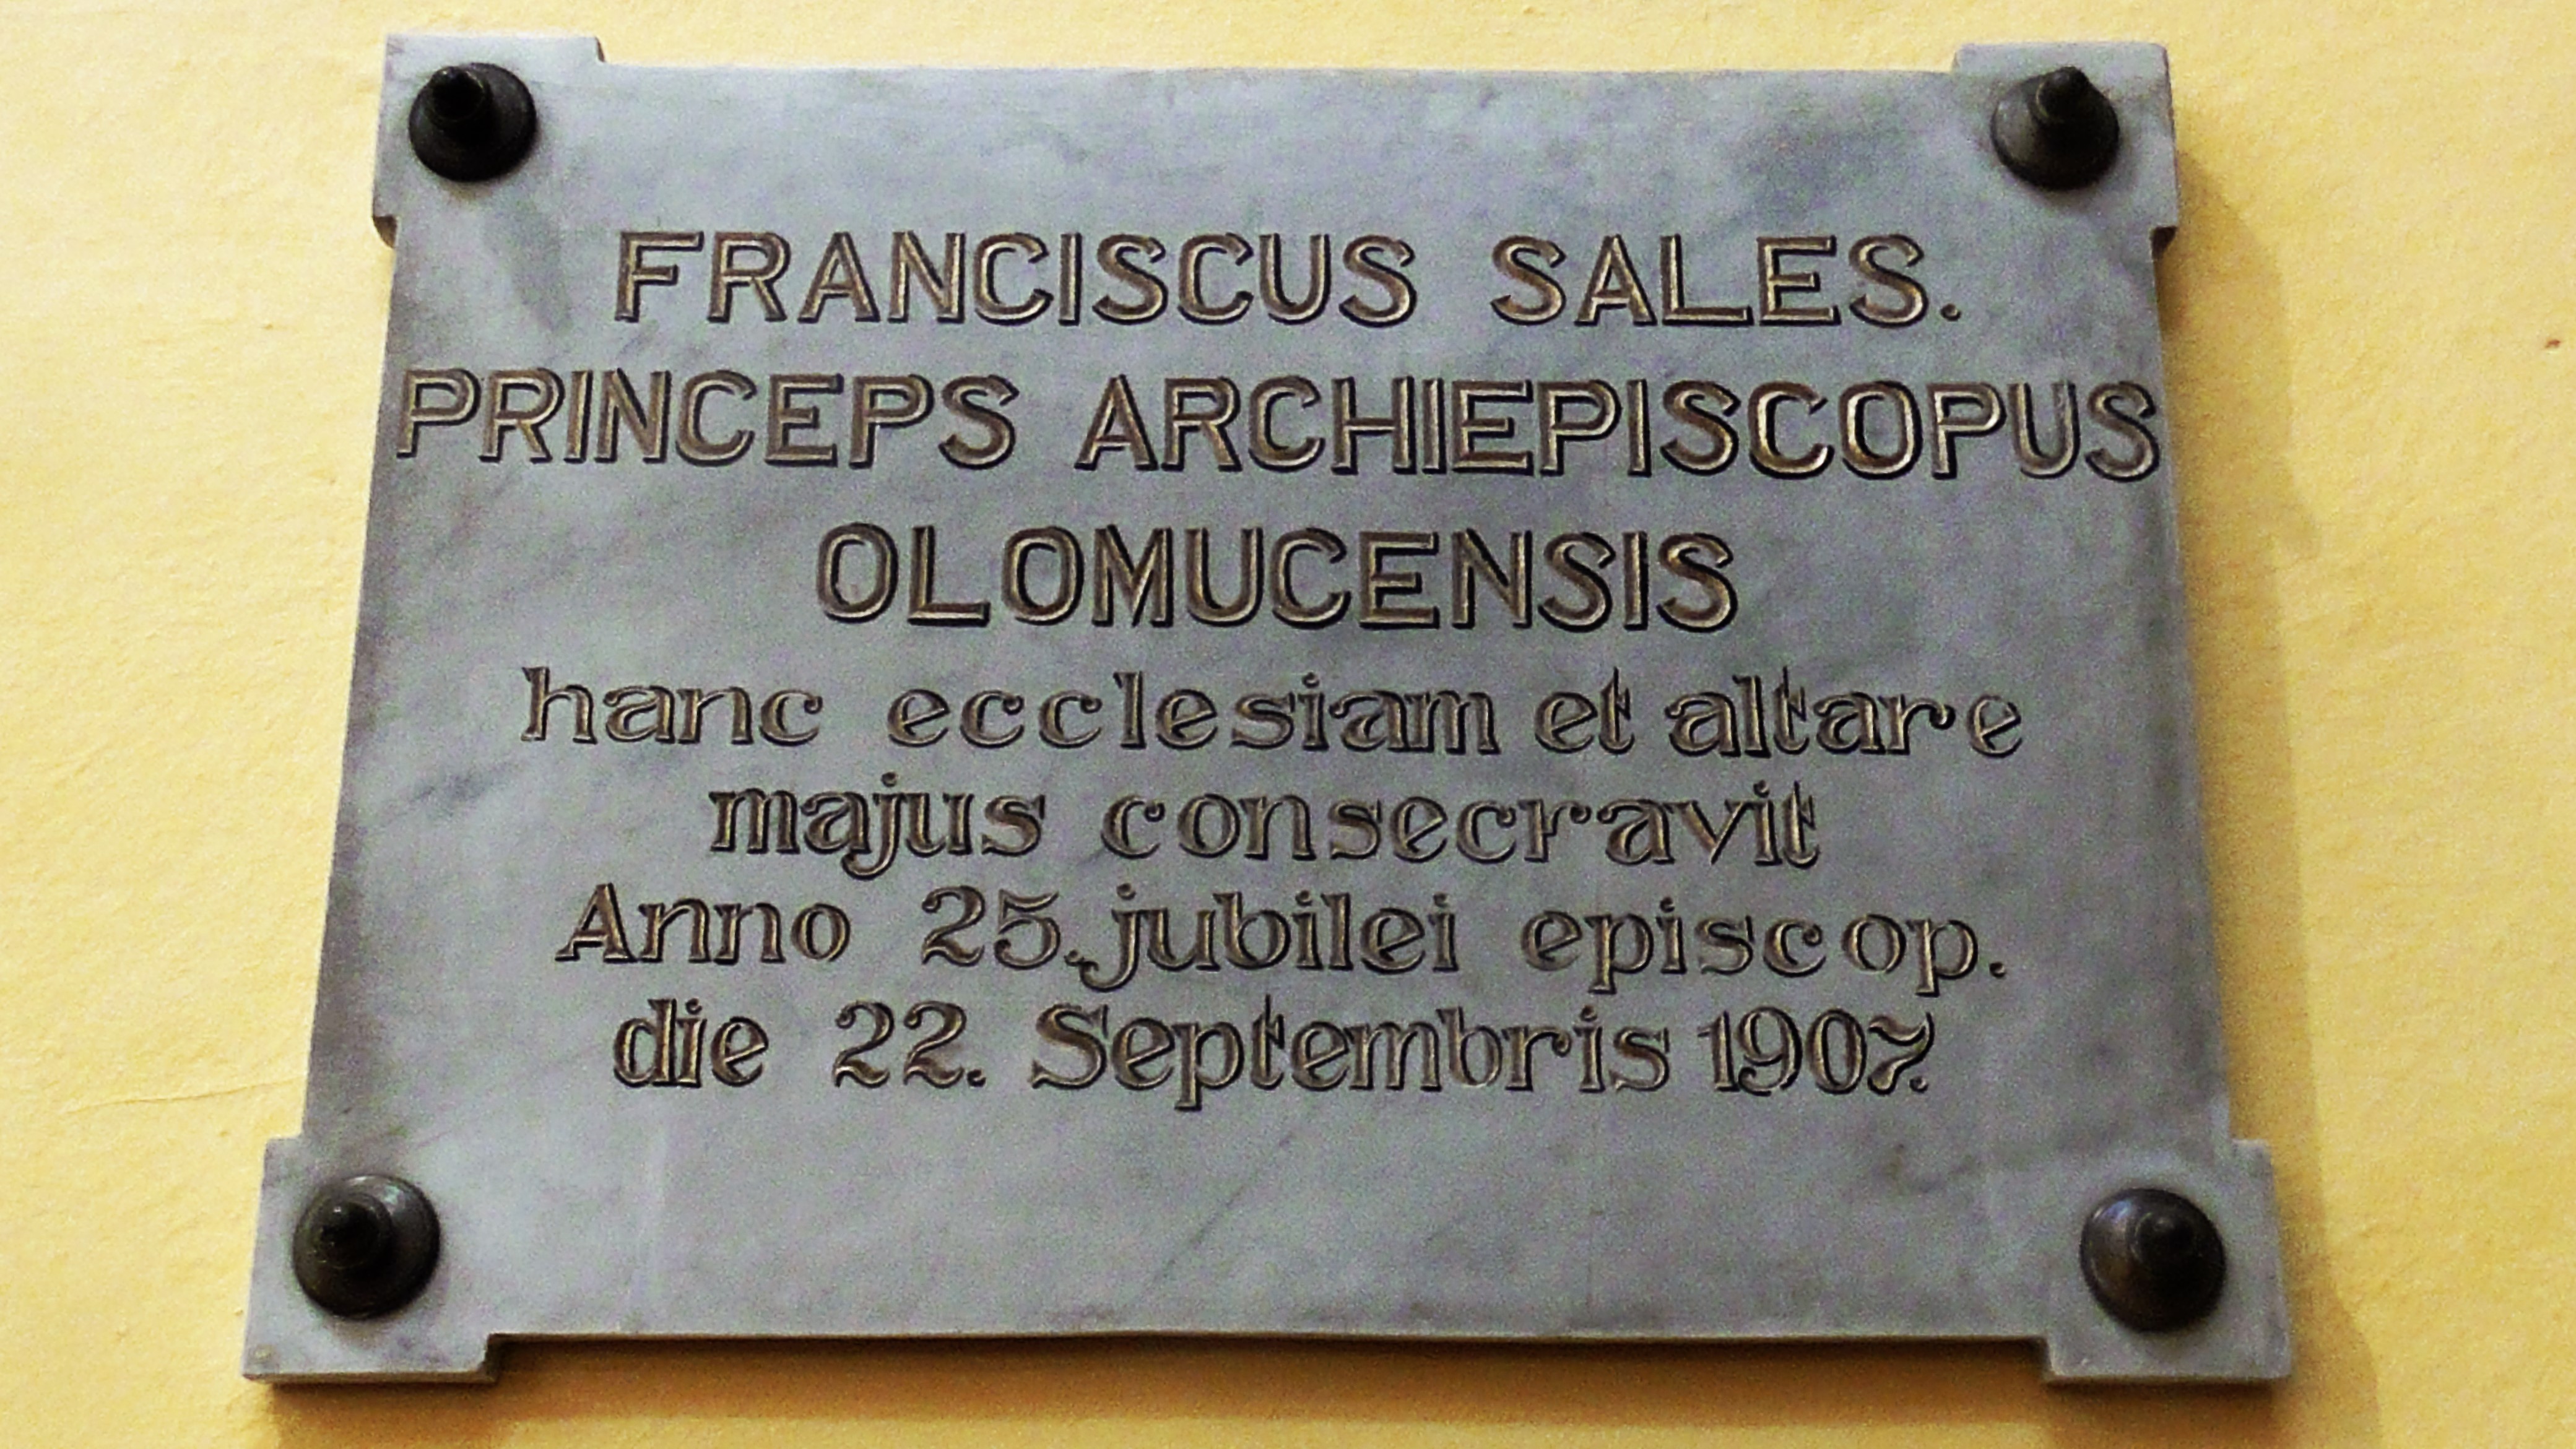 FRANCISCUS SALES.
PRINCEPS ARCHIEPISCOPUS
OLOMUCENSIS
hanc ecclesiam et altare
majus consecravit
Anno 25. jubilei episcop.
die 22. Septembris 1907.